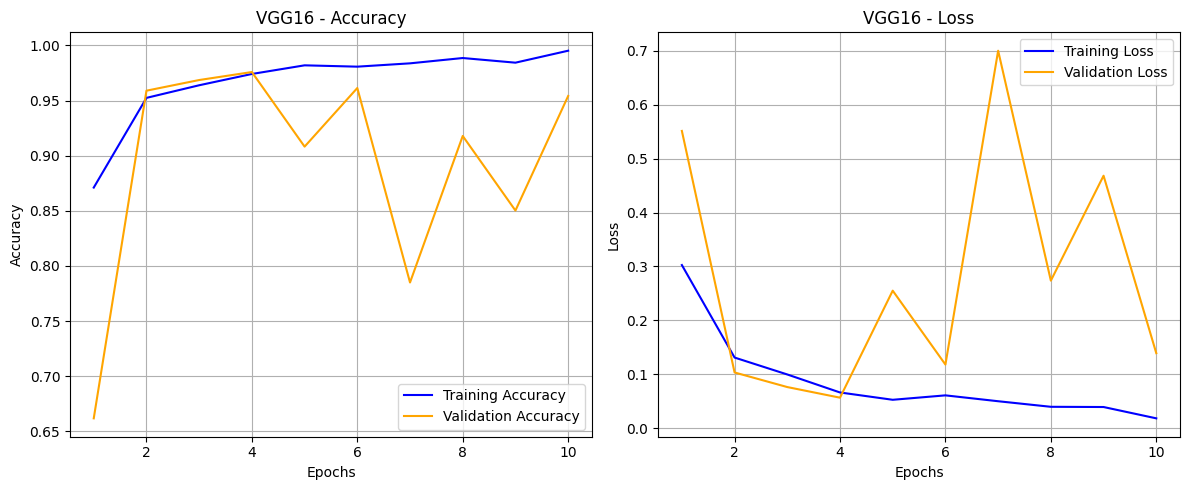 VGG16 - Accuracy
1.00
0.95
0.90
0.85
0.80
0.75
0.70
0.65
Accuracy
2
4
6
8
10
Epochs
Training Accuracy
Validation Accuracy
VGG16 - Loss
0.7
0.6
0.5
0.4
0.3
0.2
0.1
0.0
Loss
2
4
6
8
10
Epochs
Training Loss
Validation Loss